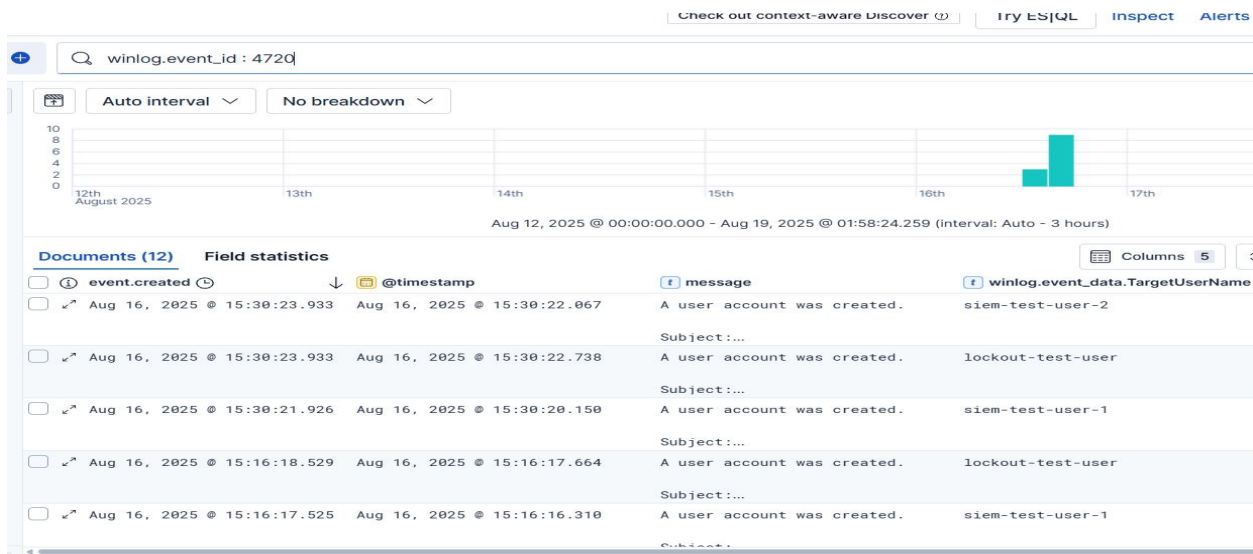 Check out context-aware Discover Try ES|QL Inspect Alerts
winlog.event_id : 4720
Auto interval No breakdown
10
8
6
4
2
0
12th 13th 14th 15th 16th 17th
August 2025
Aug 12, 2025 @ 00:00:00.000 - Aug 19, 2025 @ 01:58:24.259 (interval: Auto - 3 hours)
Documents (12) Field statistics Columns 5
event.created @timestamp message winlog.event_data.TargetUserName
Aug 16, 2025 @ 15:30:23.933 Aug 16, 2025 @ 15:30:22.067 A user account was created. siem-test-user-2
Subject:…
Aug 16, 2025 @ 15:30:23.933 Aug 16, 2025 @ 15:30:22.738 A user account was created. lockout-test-user
Subject:…
Aug 16, 2025 @ 15:30:21.926 Aug 16, 2025 @ 15:30:20.150 A user account was created. siem-test-user-1
Subject:…
Aug 16, 2025 @ 15:16:18.529 Aug 16, 2025 @ 15:16:17.664 A user account was created. lockout-test-user
Subject:…
Aug 16, 2025 @ 15:16:17.525 Aug 16, 2025 @ 15:16:16.310 A user account was created. siem-test-user-1